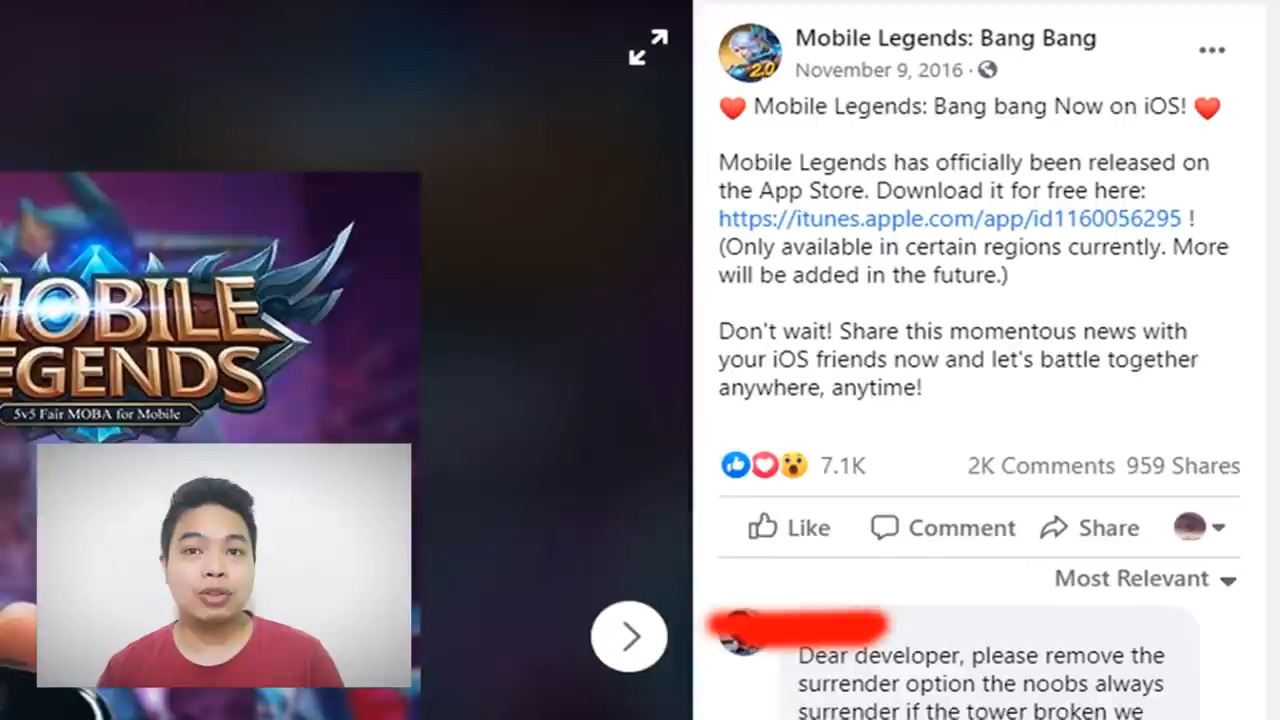 Mobile Legends: Bang Bang
November 9, 2016 ·
Mobile Legends: Bang bang Now on iOS!
Mobile Legends has officially been released on
the App Store. Download it for free here:
https://itunes.apple.com/app/id1160056295 !
(Only available in certain regions currently. More
will be added in the future.)
Don't wait! Share this momentous news with
your iOS friends now and let's battle together
anywhere, anytime!
7.1K 2K Comments 959 Shares
Like Comment Share
Most Relevant
Dear developer, please remove the
surrender option the noobs always
surrender if the tower broken we
2.0
MOBILE
LEGENDS
5v5 Fair MOBA for Mobile